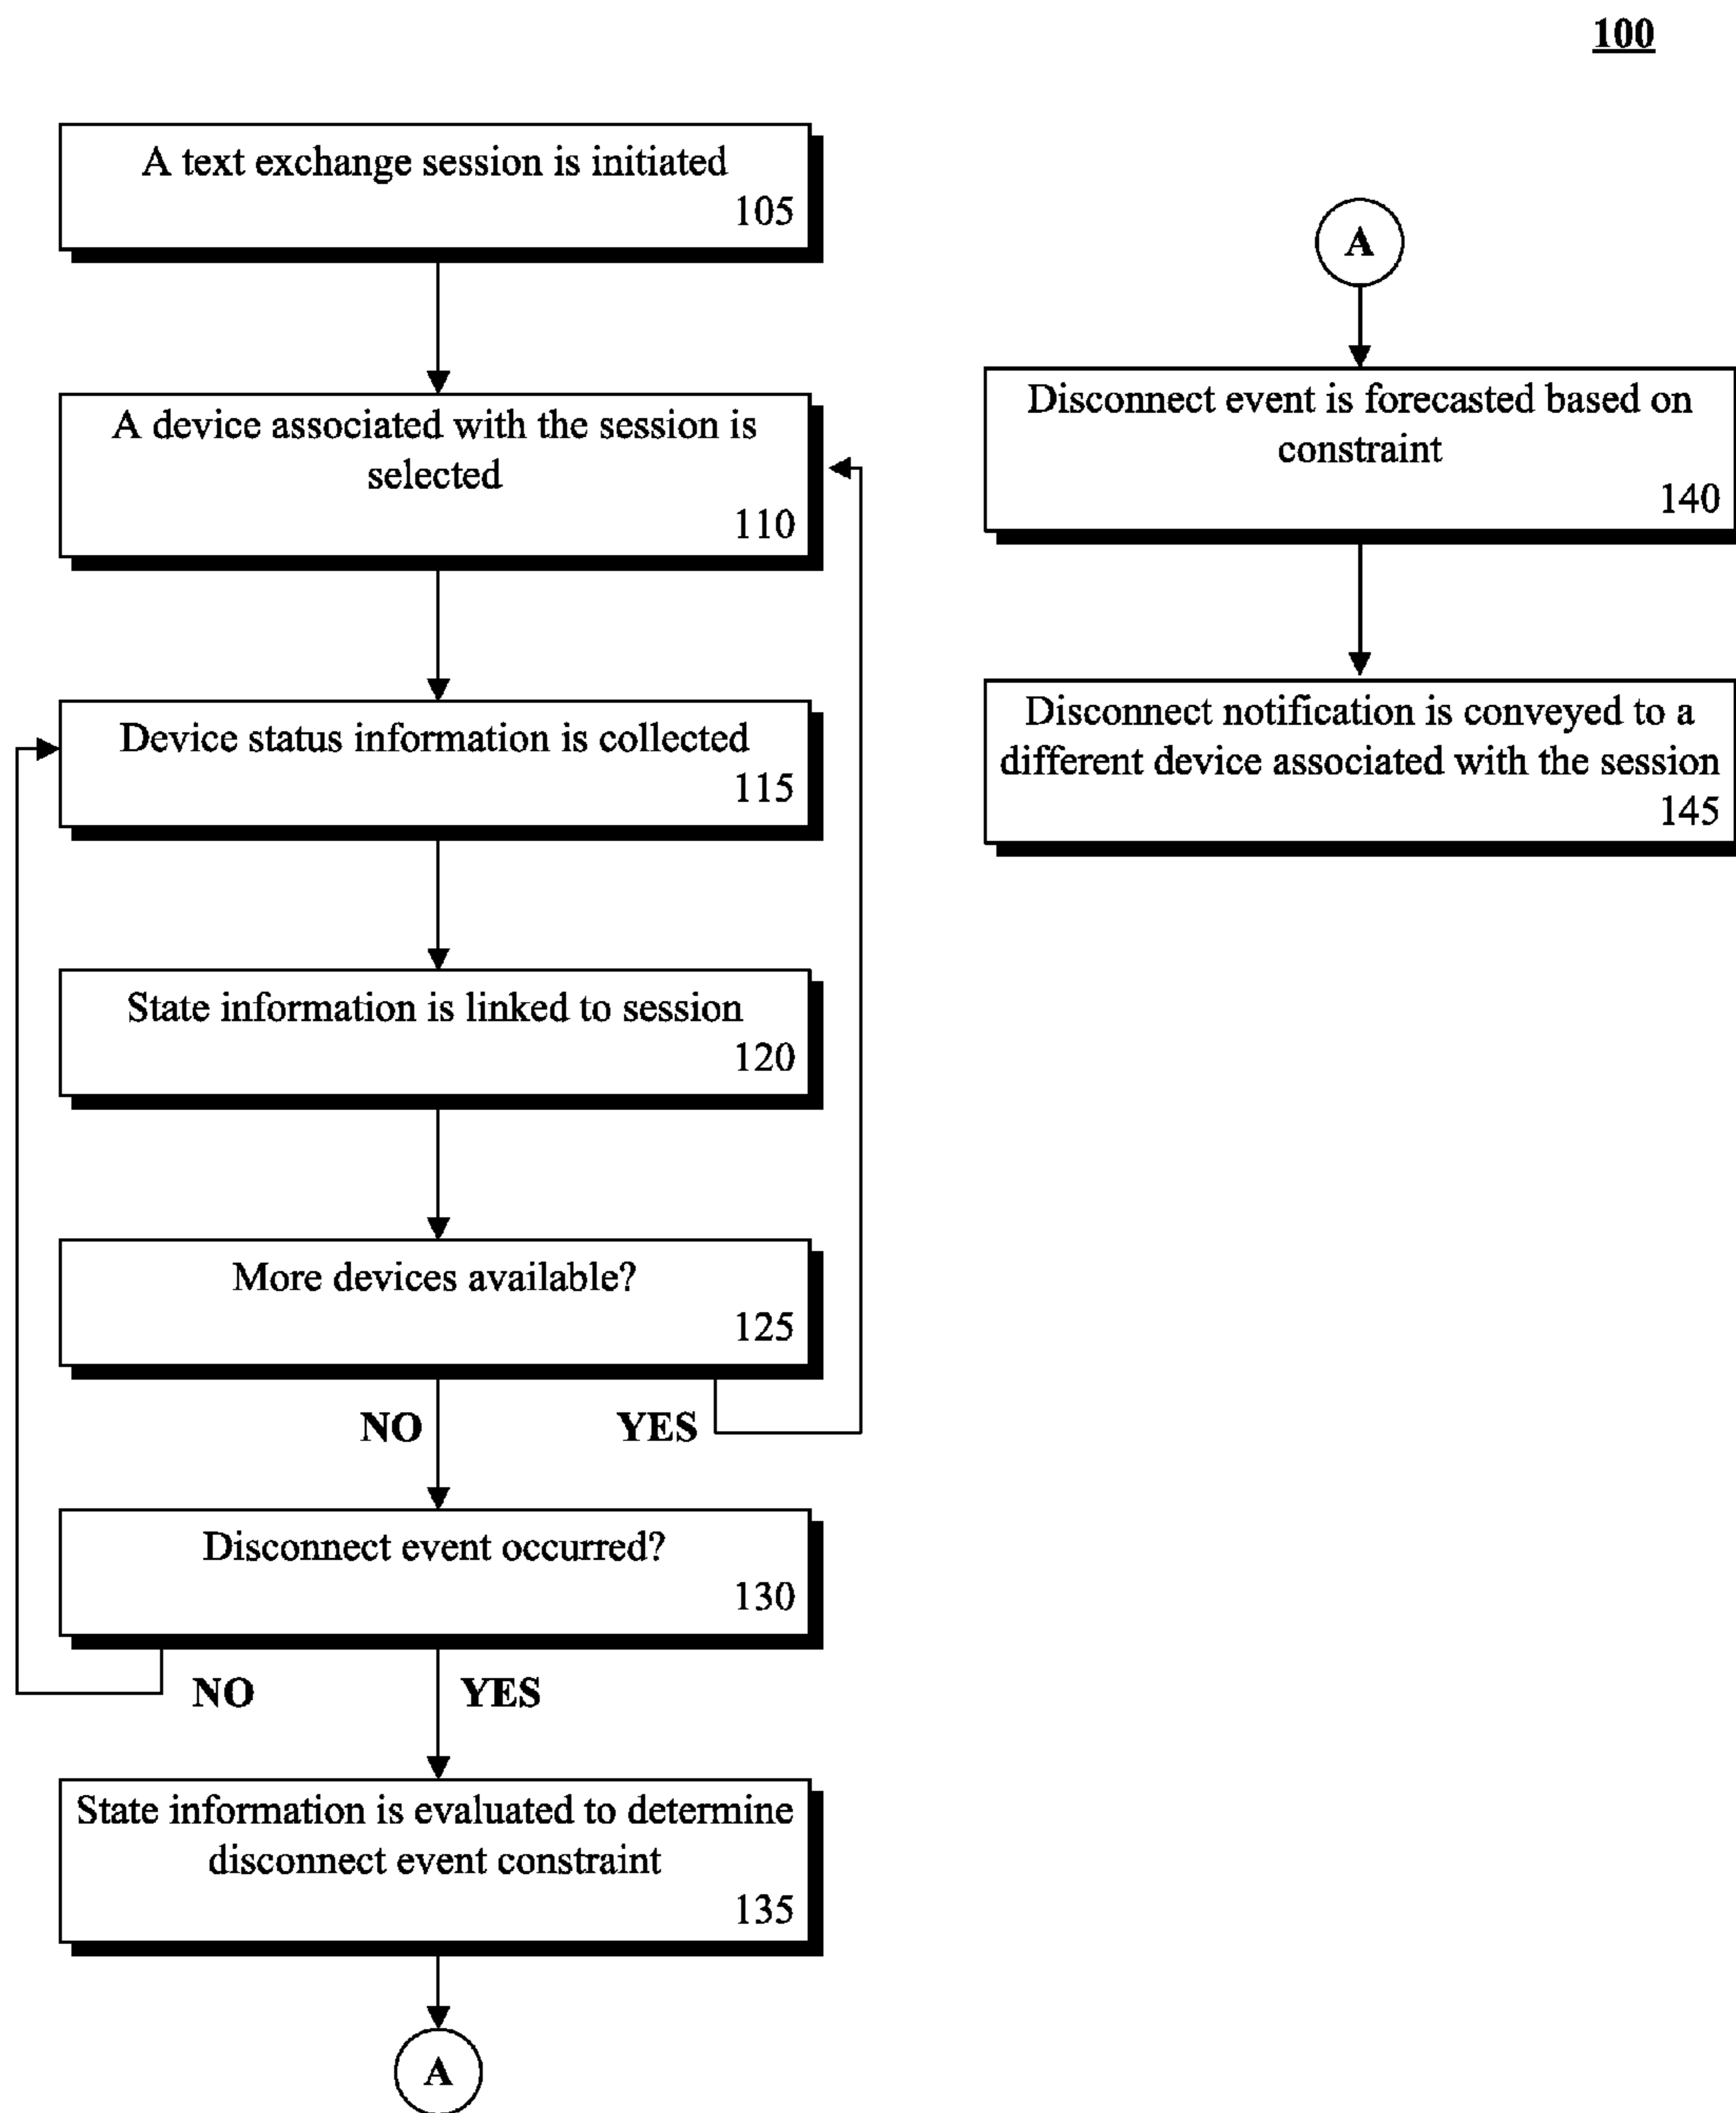 100
A text exchange session is initiated
105
A device associated with the session is
selected
110
Device status information is collected
115
State information is linked to session
120
More devices available?
125
NO
YES
Disconnect event occurred?
130
NO
YES
State information is evaluated to determine
disconnect event constraint
135
A
A
Disconnect event is forecasted based on
constraint
140
Disconnect notification is conveyed to a
different device associated with the session
145